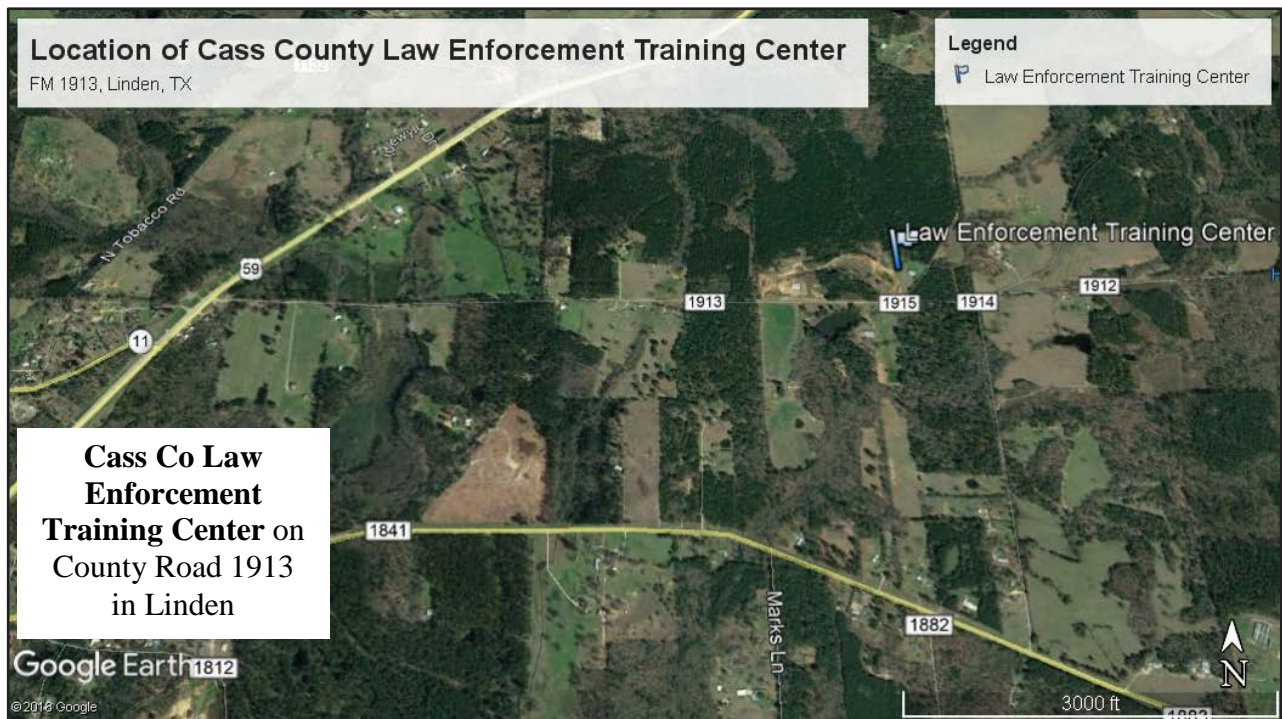 Location of Cass County Law Enforcement Training Center
FM 1913, Linden, TX
Legend
Law Enforcement Training Center
N Tobacco Rd
59
11
Law Enforcement Training Center
1913
1915
1914
1912
Cass Co Law
Enforcement
Training Center on
County Road 1913
in Linden
1841
Marks Ln
1882
1812
Google Earth
N
3000 ft
©2018 Google